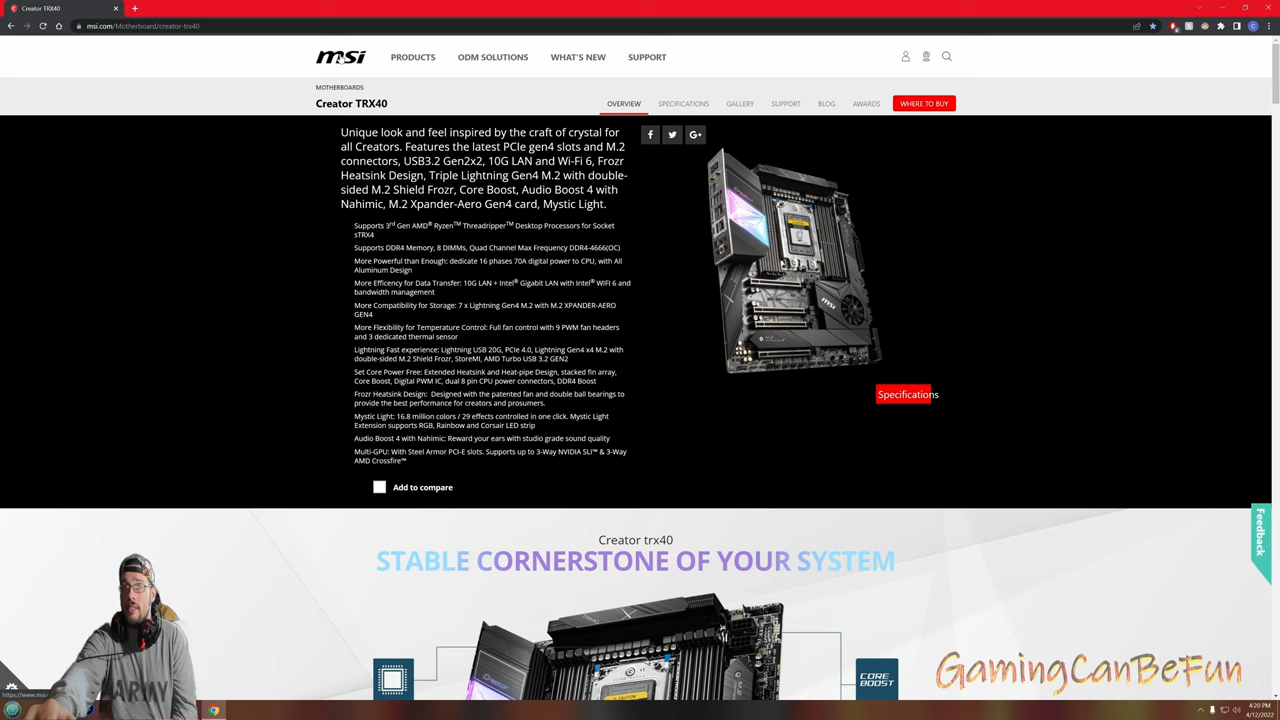 Creator TRX40
msi.com/Motherboard/creator-trx40
msi
PRODUCTS
ODM SOLUTIONS
WHAT'S NEW
SUPPORT
MOTHERBOARDS
Creator TRX40
OVERVIEW
SPECIFICATIONS
GALLERY
SUPPORT
BLOG
AWARDS
WHERE TO BUY
Unique look and feel inspired by the craft of crystal for
all Creators. Features the latest PCIe gen4 slots and M.2
connectors, USB3.2 Gen2x2, 10G LAN and Wi-Fi 6, Frozr
Heatsink Design, Triple Lightning Gen4 M.2 with double-
sided M.2 Shield Frozr, Core Boost, Audio Boost 4 with
Nahimic, M.2 Xpander-Aero Gen4 card, Mystic Light.
Supports 3rd Gen AMD® Ryzen™ Threadripper™ Desktop Processors for Socket
sTRX4
Supports DDR4 Memory, 8 DIMMs, Quad Channel Max Frequency DDR4-4666(OC)
More Powerful than Enough: dedicate 16 phases 70A digital power to CPU, with All
Aluminum Design
More Efficency for Data Transfer: 10G LAN + Intel® Gigabit LAN with Intel® WIFI 6 and
bandwidth management
More Compatibility for Storage: 7 x Lightning Gen4 M.2 with M.2 XPANDER-AERO
GEN4
More Flexibility for Temperature Control: Full fan control with 9 PWM fan headers
and 3 dedicated thermal sensor
Lightning Fast experience: Lightning USB 20G, PCIe 4.0, Lightning Gen4 x4 M.2 with
double-sided M.2 Shield Frozr, StoreMI, AMD Turbo USB 3.2 GEN2
Set Core Power Free: Extended Heatsink and Heat-pipe Design, stacked fin array,
Core Boost, Digital PWM IC, dual 8 pin CPU power connectors, DDR4 Boost
Frozr Heatsink Design: Designed with the patented fan and double ball bearings to
provide the best performance for creators and prosumers.
Mystic Light: 16.8 million colors / 29 effects controlled in one click. Mystic Light
Extension supports RGB, Rainbow and Corsair LED strip
Audio Boost 4 with Nahimic: Reward your ears with studio grade sound quality
Multi-GPU: With Steel Armor PCI-E slots. Supports up to 3-Way NVIDIA SLI™ & 3-Way
AMD Crossfire™
Add to compare
msi
Specifications
Feedback
Creator trx40
STABLE CORNERSTONE OF YOUR SYSTEM
CORE
BOOST
ARMY
GamingCanBeFun
https://www.msi.
4:20 PM
4/12/2022